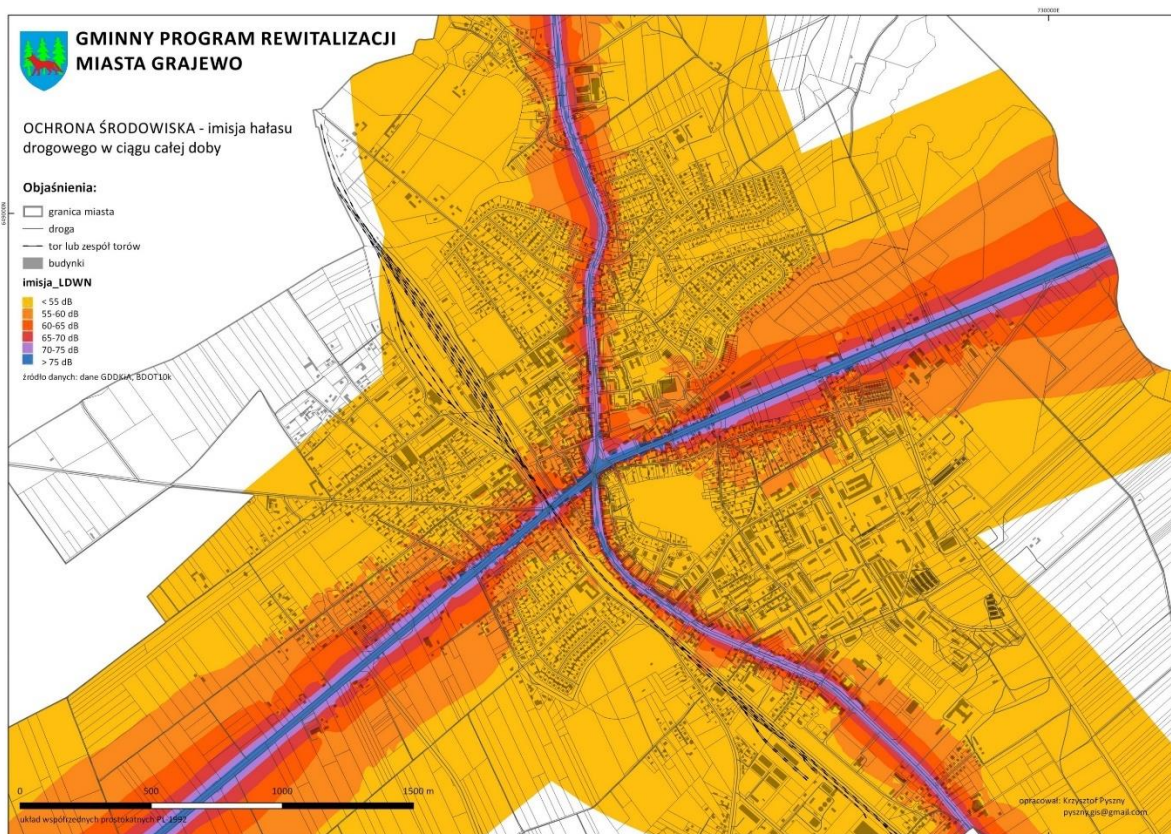 730000E
GMINNY PROGRAM REWITALIZACJI
MIASTA GRAJEWO
OCHRONA ŚRODOWISKA - imisja hałasu
drogowego w ciągu całej doby
649000N
Objaśnienia:
granica miasta
droga
tor lub zespół torów
budynki
imisja_LDWN
< 55 dB
55-60 dB
60-65 dB
65-70 dB
70-75 dB
> 75 dB
źródło danych: dane GDDKiA, BDOT10k
0 500 1000 1500 m
układ współrzędnych prostokątnych PL-1992
opracował: Krzysztof Pyszny
pyszny.gis@gmail.com